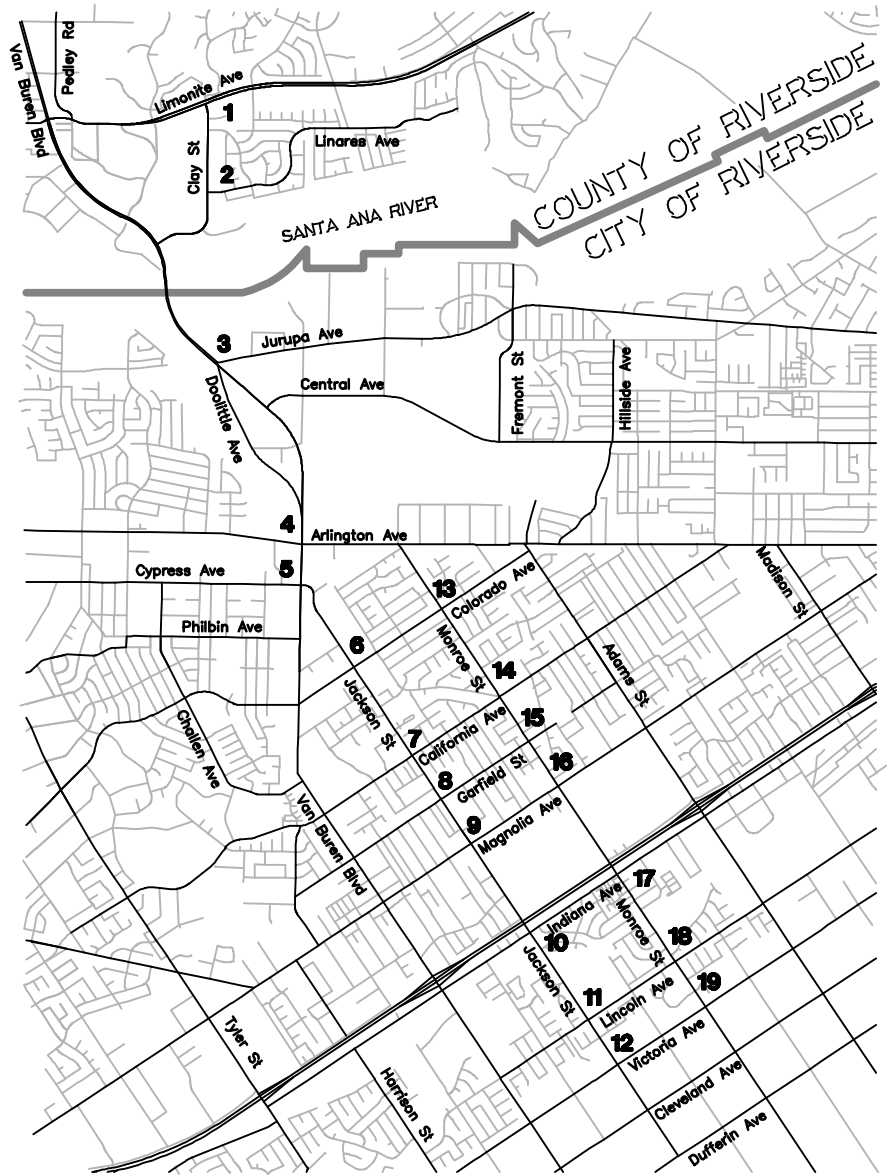 Van Buren Blvd
Pedley Rd
Limonite Ave
1
Linares Ave
Clay St
2
COUNTY OF RIVERSIDE
CITY OF RIVERSIDE
SANTA ANA RIVER
3
Jurupa Ave
Doolittle Ave
Central Ave
Fremont St
Hillside Ave
4
Arlington Ave
5
Cypress Ave
13
Colorado Ave
Madison St
Philbin Ave
6
Monroe St
14
Adams St
Jackson St
Challen Ave
7
California Ave
15
8
Garfield St
16
Van Buren Blvd
9
Magnolia Ave
17
Indiana Ave
Monroe St
10
18
Jackson St
11
Lincoln Ave
19
Tyler St
12
Victoria Ave
Harrison St
Cleveland Ave
Dufferin Ave